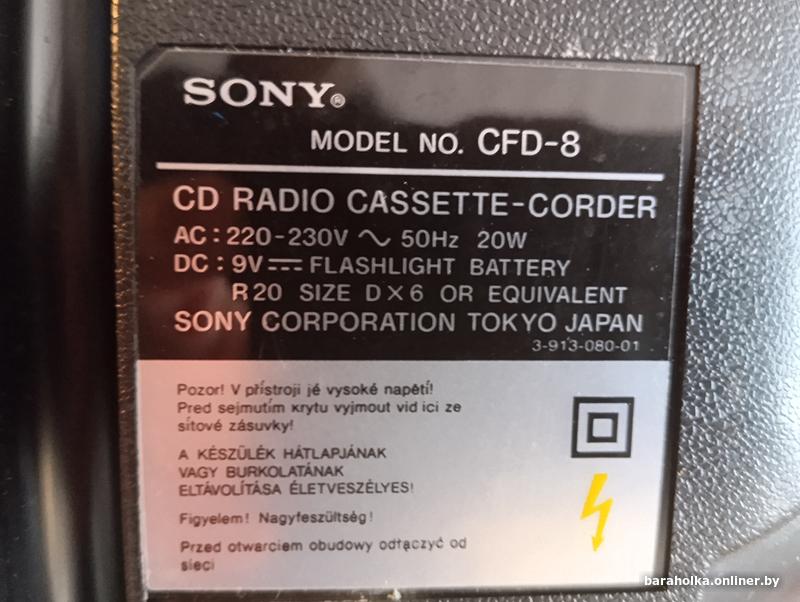 SONY®
MODEL NO. CFD-8
CD RADIO CASSETTE-CORDER
AC : 220-230V ～ 50Hz 20W
DC : 9V ⎓ FLASHLIGHT BATTERY
R20 SIZE D×6 OR EQUIVALENT
SONY CORPORATION TOKYO JAPAN
3-913-080-01
Pozor! V přístroji jé vysoké napětí!
Pred sejmutím krytu vyjmout vid ici ze
sítové zásuvky!
A KÉSZÜLÉK HÁTLAPJÁNAK
VAGY BURKOLATÁNAK
ELTÁVOLÍTÁSA ÉLETVESZÉLYES!
Figyelem! Nagyfeszültség!
Przed otwarciem obudowy odłączyć od
sieci
baraholka.onliner.by